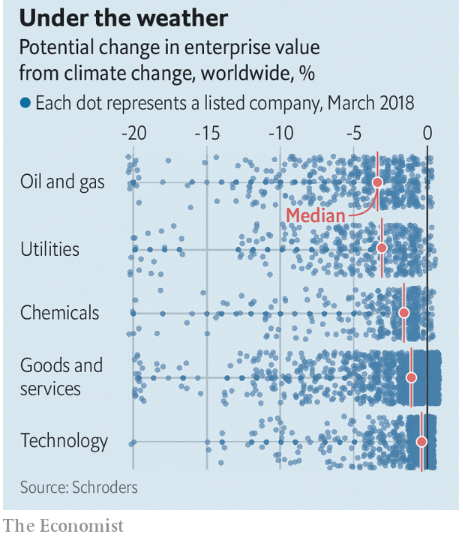 Under the weather
Potential change in enterprise value
from climate change, worldwide, %
Each dot represents a listed company, March 2018
-20 -15 -10 -5 0
Oil and gas
Median
Utilities
Chemicals
Goods and
services
Technology
Source: Schroders
The Economist